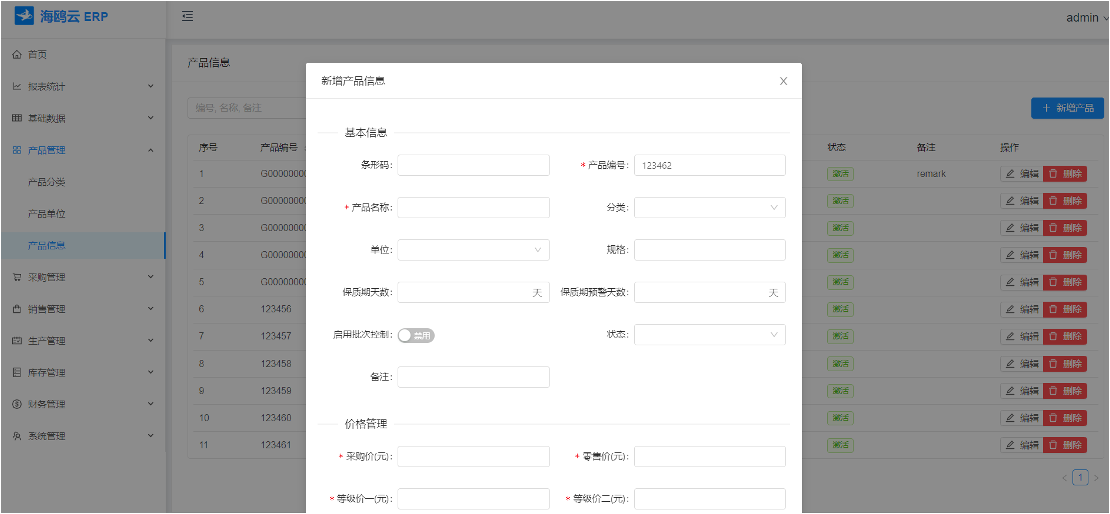 海鸥云 ERP
admin
首页
报表统计
基础数据
产品管理
产品分类
产品单位
产品信息
采购管理
销售管理
生产管理
库存管理
财务管理
系统管理
产品信息
编号, 名称, 备注
新增产品
序号 产品编号 状态 备注 操作
1 G00000000 激活 remark 编辑 删除
2 G00000000 激活 编辑 删除
3 G00000000 激活 编辑 删除
4 G00000000 激活 编辑 删除
5 G00000000 激活 编辑 删除
6 123456 激活 编辑 删除
7 123457 激活 编辑 删除
8 123458 激活 编辑 删除
9 123459 激活 编辑 删除
10 123460 激活 编辑 删除
11 123461 激活 编辑 删除
1
新增产品信息
基本信息
条形码: * 产品编号: 123462
* 产品名称: 分类:
单位: 规格:
保质期天数: 天 保质期预警天数: 天
启用批次控制: 禁用 状态:
备注:
价格管理
* 采购价(元): * 零售价(元):
* 等级价一(元): * 等级价二(元):